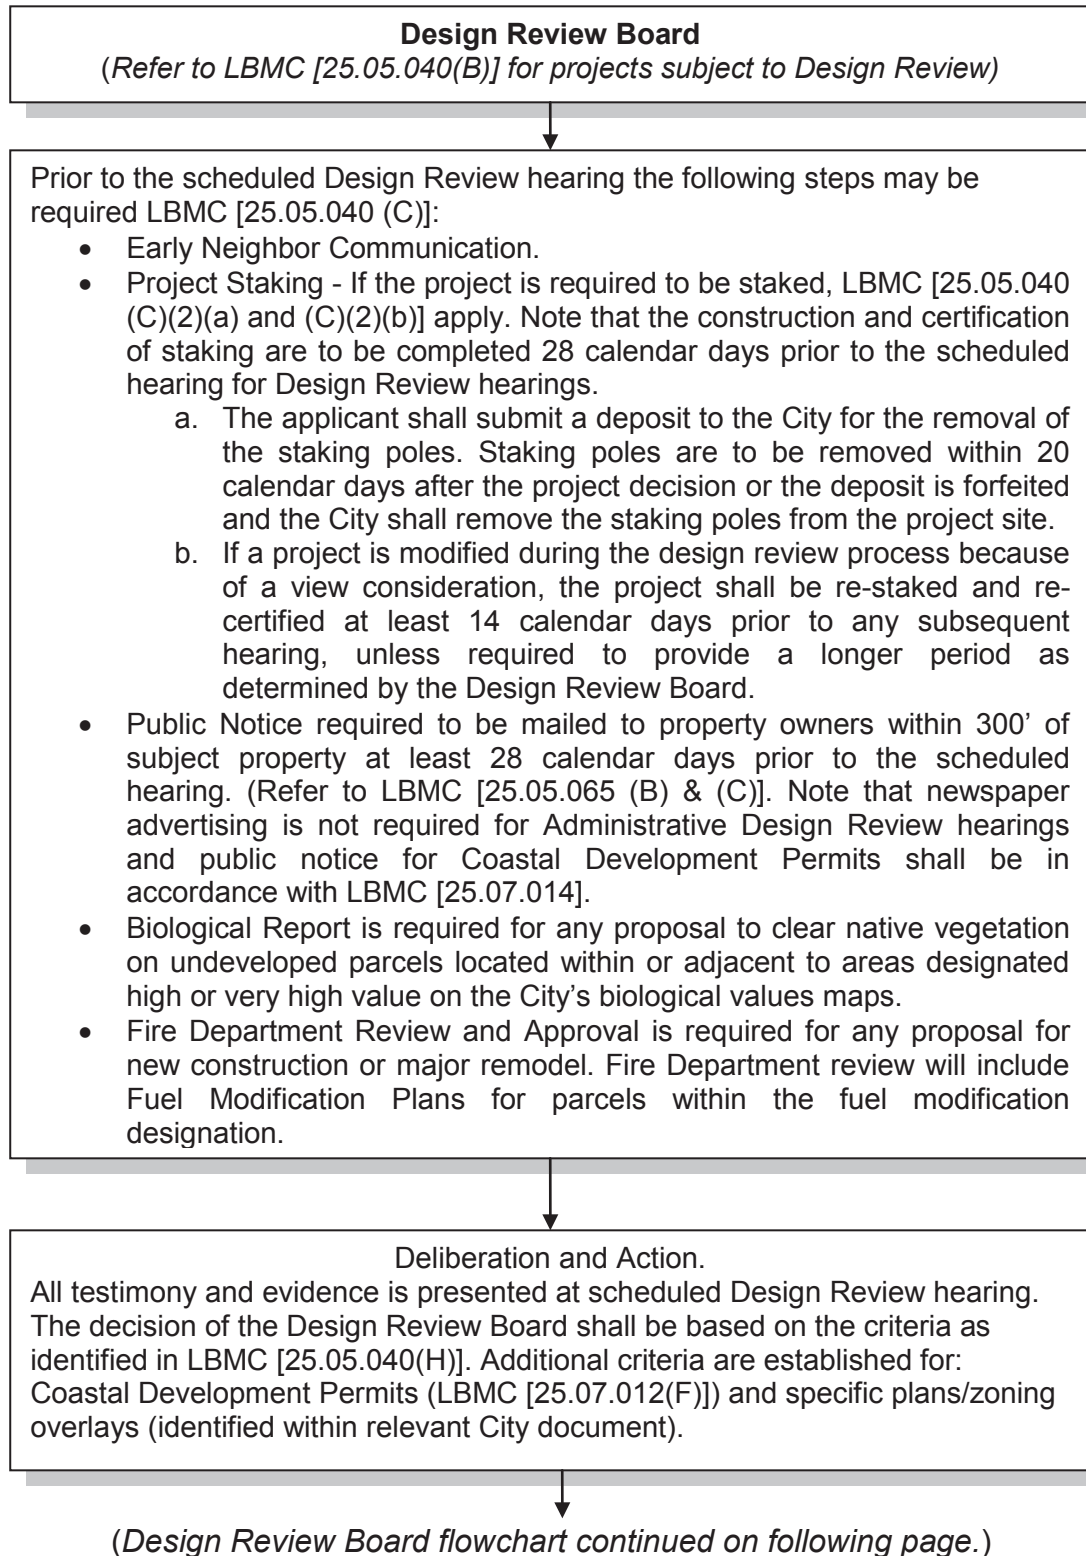 Design Review Board
(Refer to LBMC [25.05.040(B)] for projects subject to Design Review)
Prior to the scheduled Design Review hearing the following steps may be
required LBMC [25.05.040 (C)]:
• Early Neighbor Communication.
• Project Staking - If the project is required to be staked, LBMC [25.05.040
(C)(2)(a) and (C)(2)(b)] apply. Note that the construction and certification
of staking are to be completed 28 calendar days prior to the scheduled
hearing for Design Review hearings.
a. The applicant shall submit a deposit to the City for the removal of
the staking poles. Staking poles are to be removed within 20
calendar days after the project decision or the deposit is forfeited
and the City shall remove the staking poles from the project site.
b. If a project is modified during the design review process because
of a view consideration, the project shall be re-staked and re-
certified at least 14 calendar days prior to any subsequent
hearing, unless required to provide a longer period as
determined by the Design Review Board.
• Public Notice required to be mailed to property owners within 300’ of
subject property at least 28 calendar days prior to the scheduled
hearing. (Refer to LBMC [25.05.065 (B) & (C)]. Note that newspaper
advertising is not required for Administrative Design Review hearings
and public notice for Coastal Development Permits shall be in
accordance with LBMC [25.07.014].
• Biological Report is required for any proposal to clear native vegetation
on undeveloped parcels located within or adjacent to areas designated
high or very high value on the City’s biological values maps.
• Fire Department Review and Approval is required for any proposal for
new construction or major remodel. Fire Department review will include
Fuel Modification Plans for parcels within the fuel modification
designation.
Deliberation and Action.
All testimony and evidence is presented at scheduled Design Review hearing.
The decision of the Design Review Board shall be based on the criteria as
identified in LBMC [25.05.040(H)]. Additional criteria are established for:
Coastal Development Permits (LBMC [25.07.012(F)]) and specific plans/zoning
overlays (identified within relevant City document).
(Design Review Board flowchart continued on following page.)